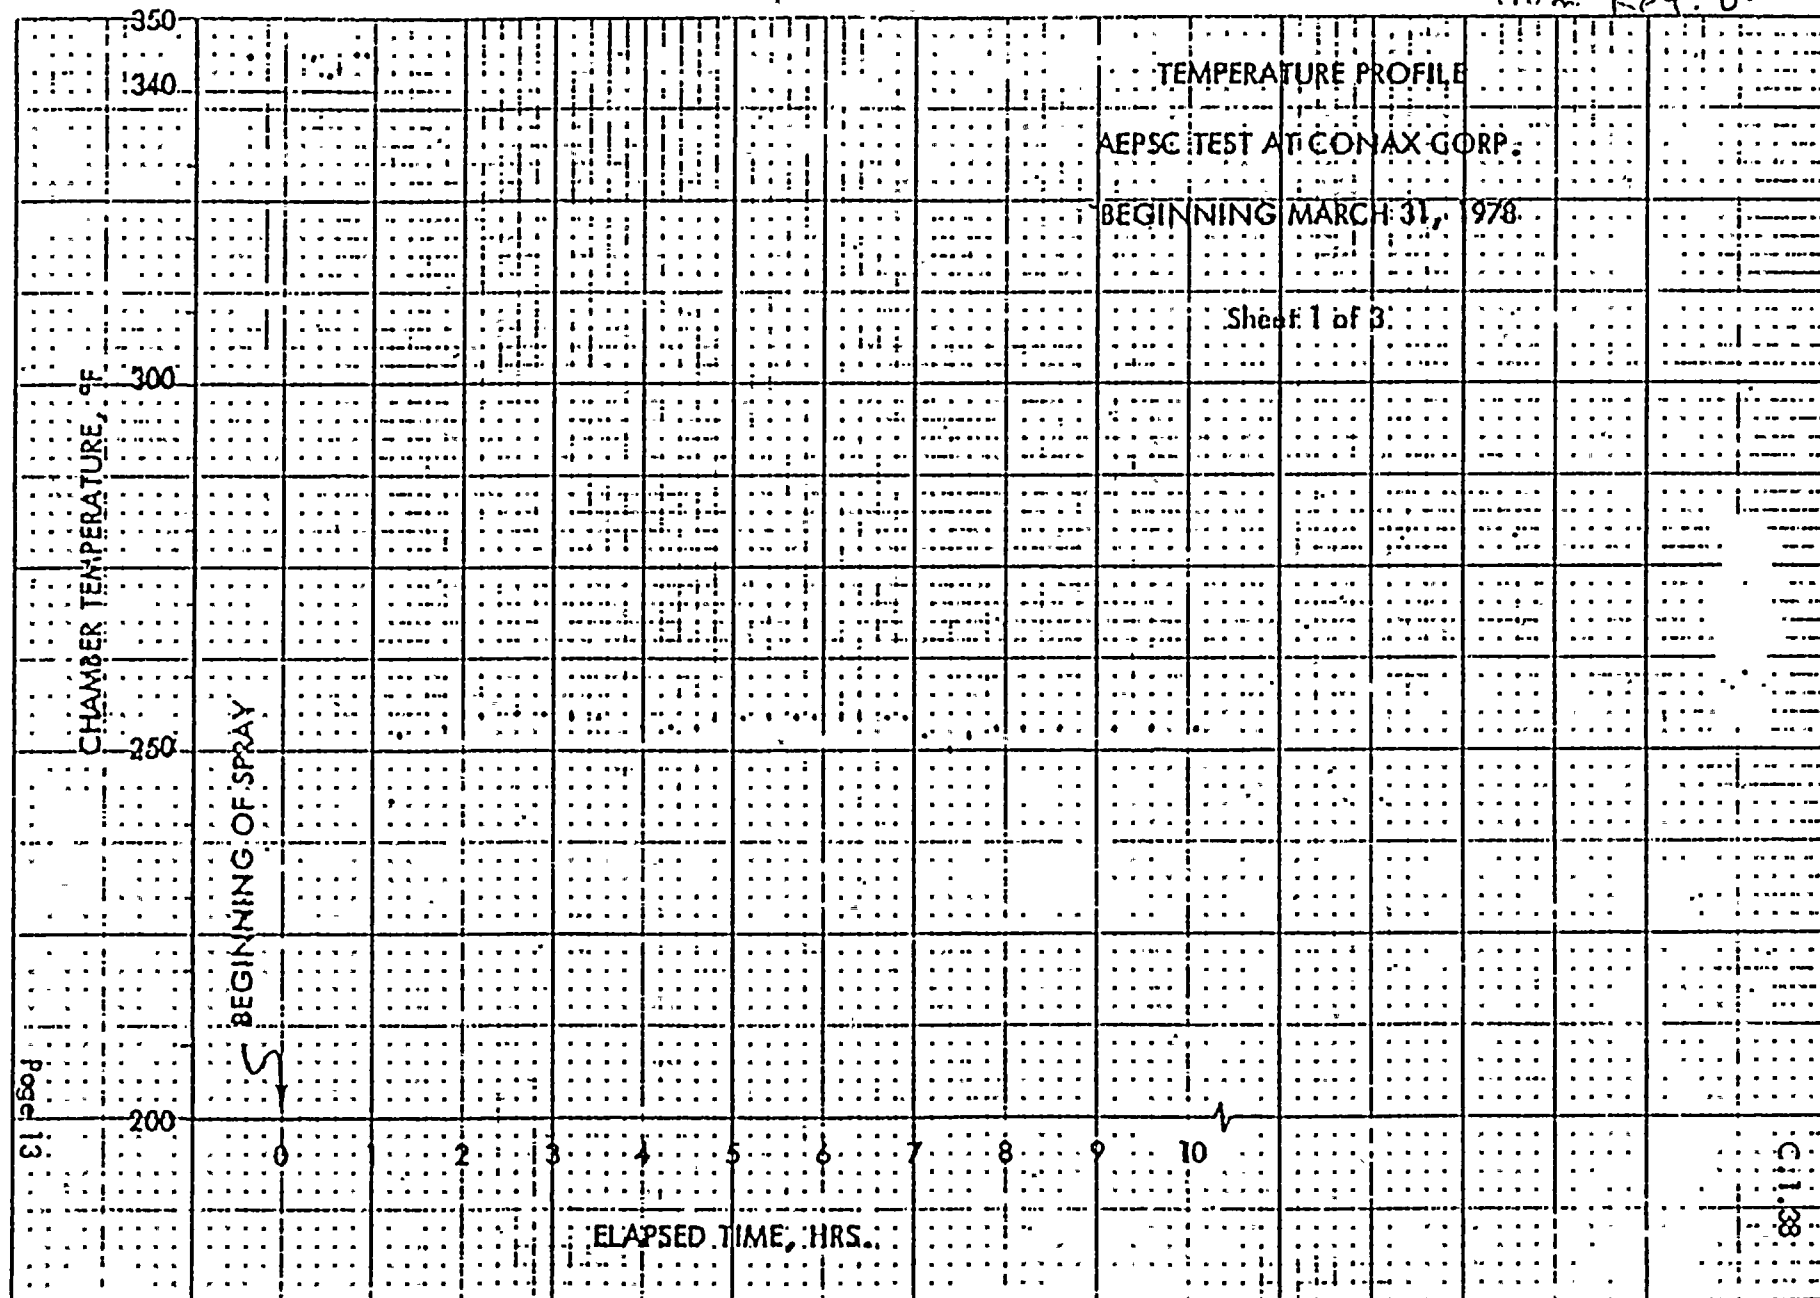 TEMPERATURE PROFILE
AEPSC TEST AT CONAX CORP.
BEGINNING MARCH 31, 1978
Sheet 1 of 3
350
340
300
250
200
CHAMBER TEMPERATURE, °F
BEGINNING OF SPRAY
0 1 2 3 4 5 6 7 8 9 10
ELAPSED TIME, HRS.
Page 13
C.1.38